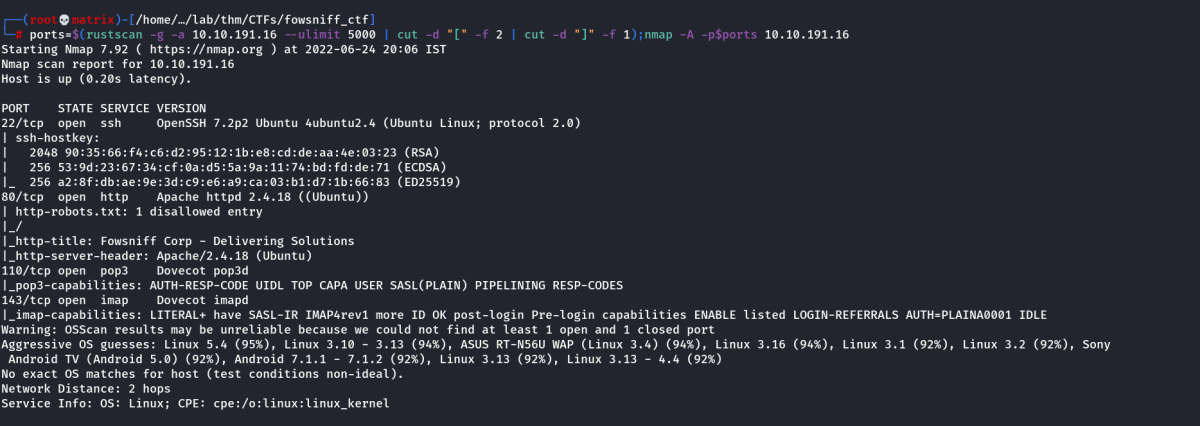 ┌──(root💀matrix)-[/home/…/lab/thm/CTFs/fowsniff_ctf]
└─# ports=$(rustscan -g -a 10.10.191.16 --ulimit 5000 | cut -d "[" -f 2 | cut -d "]" -f 1);nmap -A -p$ports 10.10.191.16
Starting Nmap 7.92 ( https://nmap.org ) at 2022-06-24 20:06 IST
Nmap scan report for 10.10.191.16
Host is up (0.20s latency).

PORT    STATE SERVICE VERSION
22/tcp  open  ssh     OpenSSH 7.2p2 Ubuntu 4ubuntu2.4 (Ubuntu Linux; protocol 2.0)
| ssh-hostkey:
|   2048 90:35:66:f4:c6:d2:95:12:1b:e8:cd:de:aa:4e:03:23 (RSA)
|   256 53:9d:23:67:34:cf:0a:d5:5a:9a:11:74:bd:fd:de:71 (ECDSA)
|_  256 a2:8f:db:ae:9e:3d:c9:e6:a9:ca:03:b1:d7:1b:66:83 (ED25519)
80/tcp  open  http    Apache httpd 2.4.18 ((Ubuntu))
| http-robots.txt: 1 disallowed entry
|_/
|_http-title: Fowsniff Corp - Delivering Solutions
|_http-server-header: Apache/2.4.18 (Ubuntu)
110/tcp open  pop3    Dovecot pop3d
|_pop3-capabilities: AUTH-RESP-CODE UIDL TOP CAPA USER SASL(PLAIN) PIPELINING RESP-CODES
143/tcp open  imap    Dovecot imapd
|_imap-capabilities: LITERAL+ have SASL-IR IMAP4rev1 more ID OK post-login Pre-login capabilities ENABLE listed LOGIN-REFERRALS AUTH=PLAINA0001 IDLE
Warning: OSScan results may be unreliable because we could not find at least 1 open and 1 closed port
Aggressive OS guesses: Linux 5.4 (95%), Linux 3.10 - 3.13 (94%), ASUS RT-N56U WAP (Linux 3.4) (94%), Linux 3.16 (94%), Linux 3.1 (92%), Linux 3.2 (92%), Sony
 Android TV (Android 5.0) (92%), Android 7.1.1 - 7.1.2 (92%), Linux 3.13 (92%), Linux 3.13 - 4.4 (92%)
No exact OS matches for host (test conditions non-ideal).
Network Distance: 2 hops
Service Info: OS: Linux; CPE: cpe:/o:linux:linux_kernel